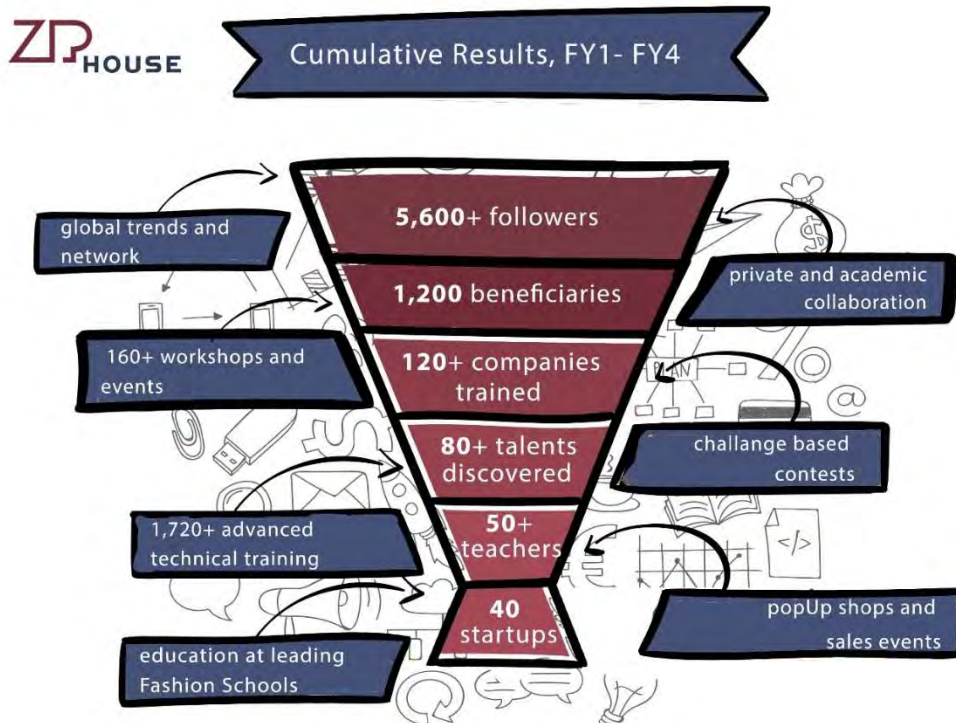 ZIPHOUSE
Cumulative Results, FY1- FY4
global trends and
network
5,600+ followers
private and academic
collaboration
1,200 beneficiaries
160+ workshops and
events
120+ companies
trained
PLAN
@
challange based
contests
80+ talents
discovered
1,720+ advanced
technical training
50+
teachers
</>
popUp shops and
sales events
40
startups
education at leading
Fashion Schools